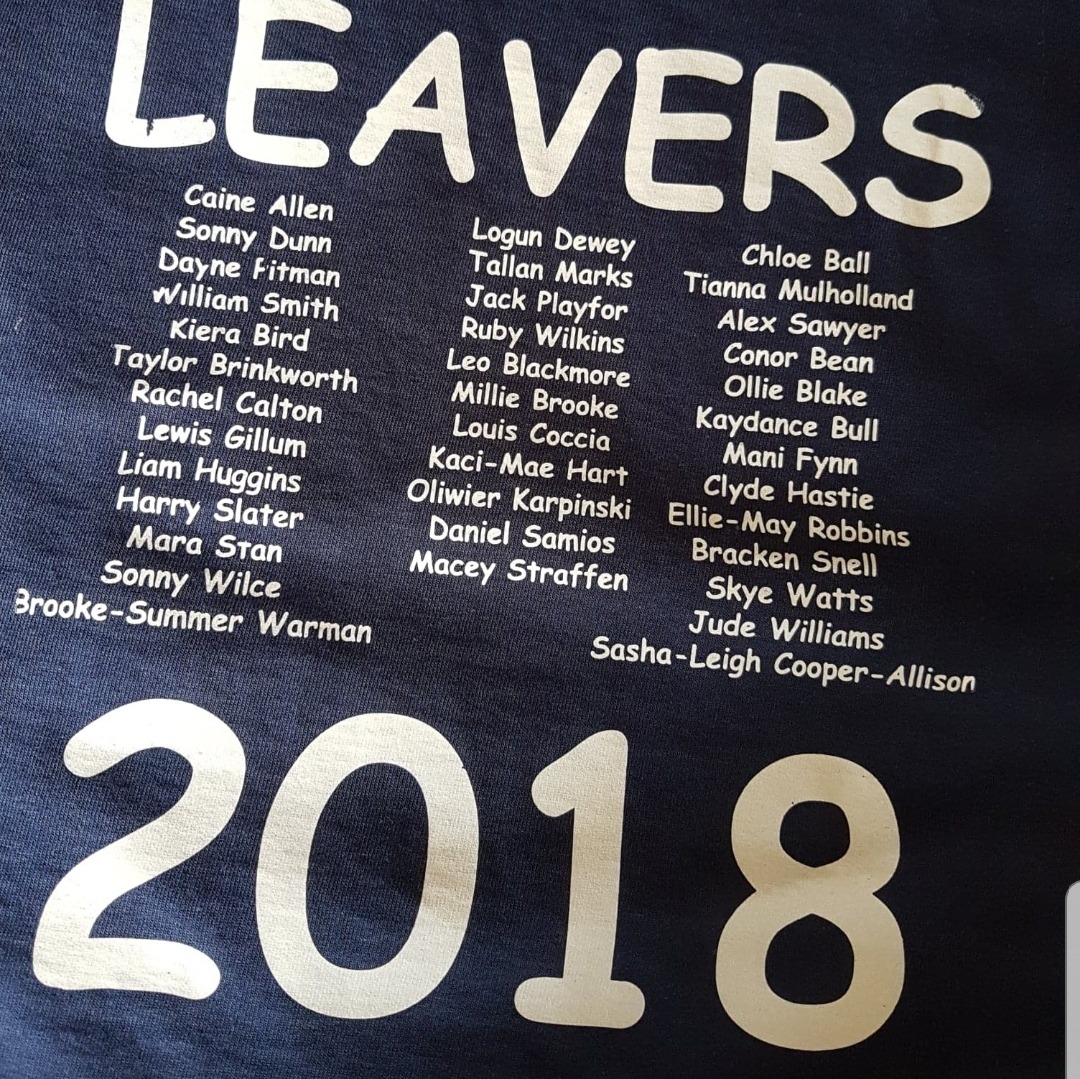 LEAVERS
Caine Allen
Sonny Dunn
Dayne Fitman
William Smith
Kiera Bird
Taylor Brinkworth
Rachel Calton
Lewis Gillum
Liam Huggins
Harry Slater
Mara Stan
Sonny Wilce
Brooke-Summer Warman
Logun Dewey
Tallan Marks
Jack Playfor
Ruby Wilkins
Leo Blackmore
Millie Brooke
Louis Coccia
Kaci-Mae Hart
Oliwier Karpinski
Daniel Samios
Macey Straffen
Chloe Ball
Tianna Mulholland
Alex Sawyer
Conor Bean
Ollie Blake
Kaydance Bull
Mani Fynn
Clyde Hastie
Ellie-May Robbins
Bracken Snell
Skye Watts
Jude Williams
Sasha-Leigh Cooper-Allison
2018